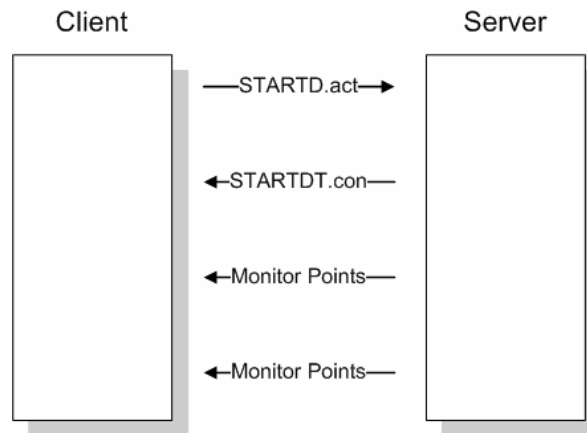 Client
Server
STARTD.act
STARTDT.con
Monitor Points
Monitor Points